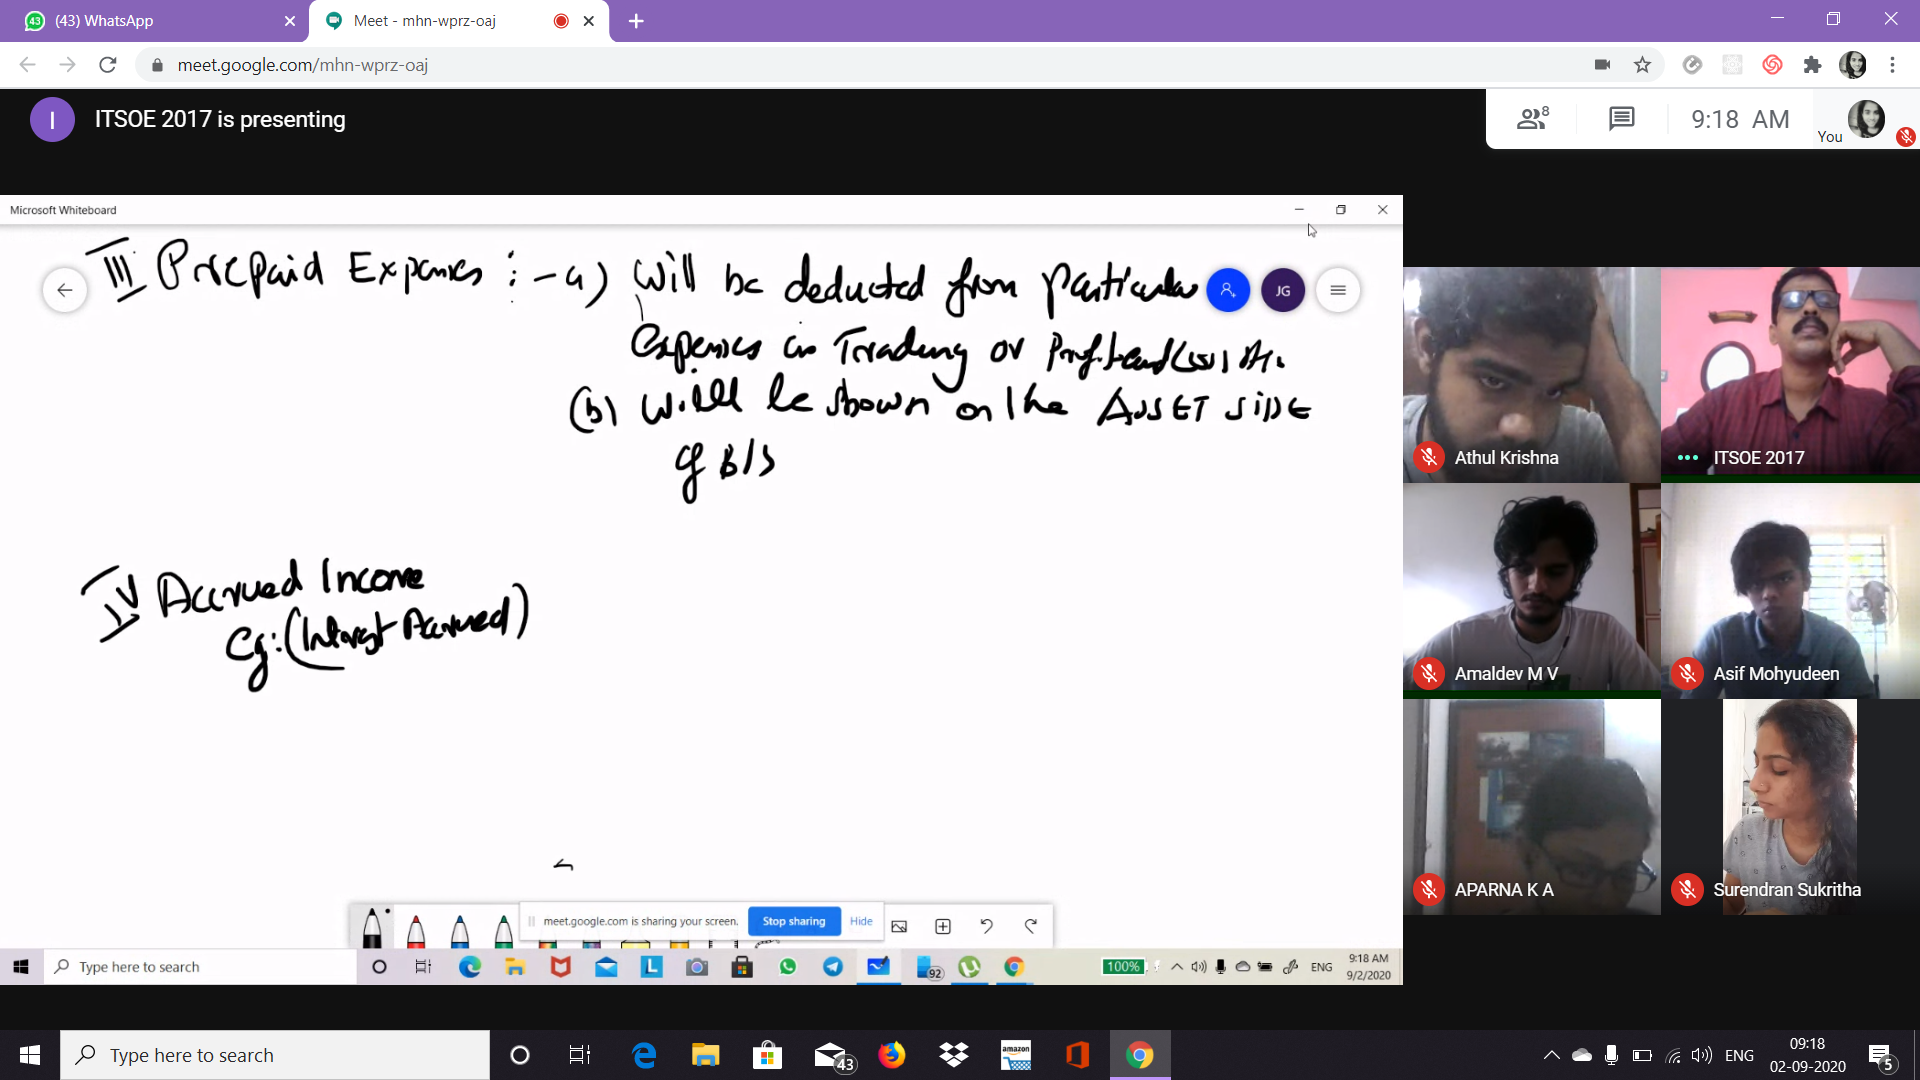 (43) WhatsApp
Meet - mhn-wprz-oaj
meet.google.com/mhn-wprz-oaj
I
ITSOE 2017 is presenting
8
9:18 AM
You
Microsoft Whiteboard
III Prepaid Expenses :- a) Will be deducted from particular
JG
Expenses in Trading or Profit and Loss A/c.
(b) Will be shown on the ASSET SIDE
of B/S
IV Accrued Income
Eg: (Interest Accrued)
Athul Krishna
ITSOE 2017
Amaldev M V
Asif Mohyudeen
APARNA K A
Surendran Sukritha
meet.google.com is sharing your screen.
Stop sharing
Hide
Type here to search
L
92
100%
ENG
9:18 AM
9/2/2020
Type here to search
43
amazon
ENG
09:18
02-09-2020
5